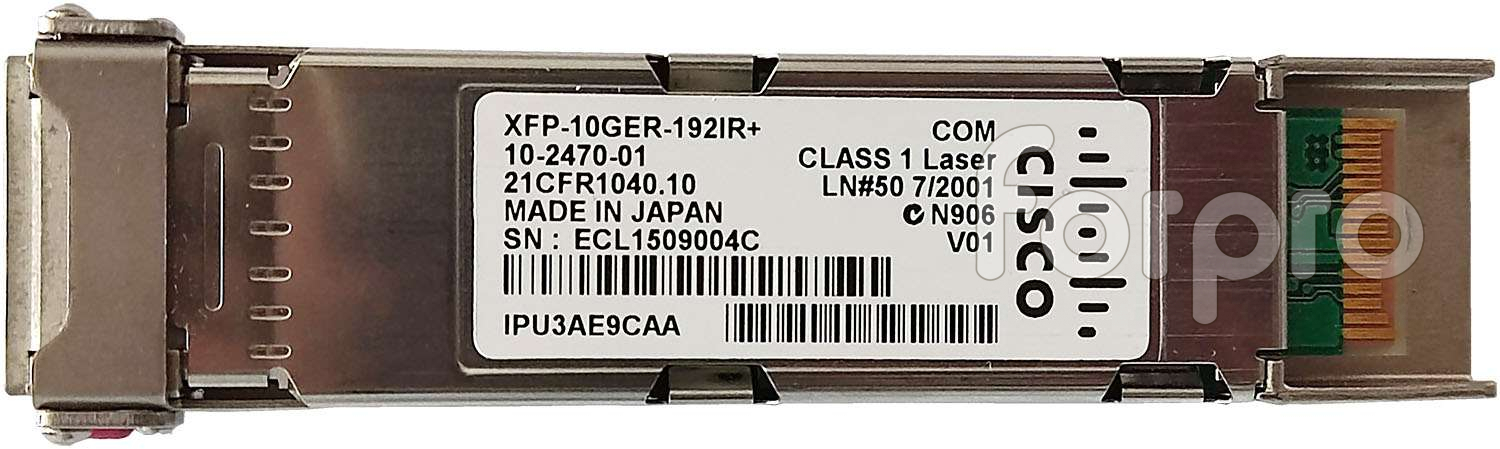 XFP-10GER-192IR+
10-2470-01
21CFR1040.10
MADE IN JAPAN
SN : ECL1509004C
IPU3AE9CAA
COM
CLASS 1 Laser
LN#50 7/2001
N906
V01
CISCO
forpro